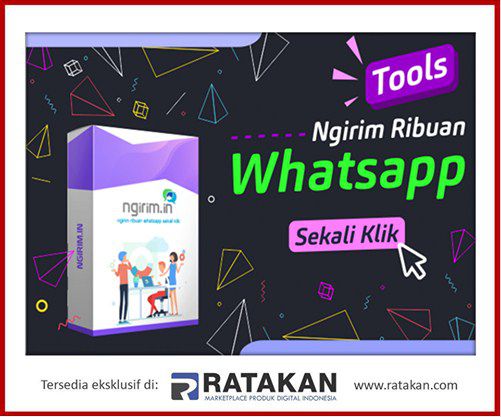 Tools
Ngirim Ribuan
Whatsapp
Sekali Klik
ngirim.in
ngirim ribuan whatsapp sekali klik
NGIRIM.IN
Tersedia eksklusif di:
RATAKAN
MARKETPLACE PRODUK DIGITAL INDONESIA
www.ratakan.com